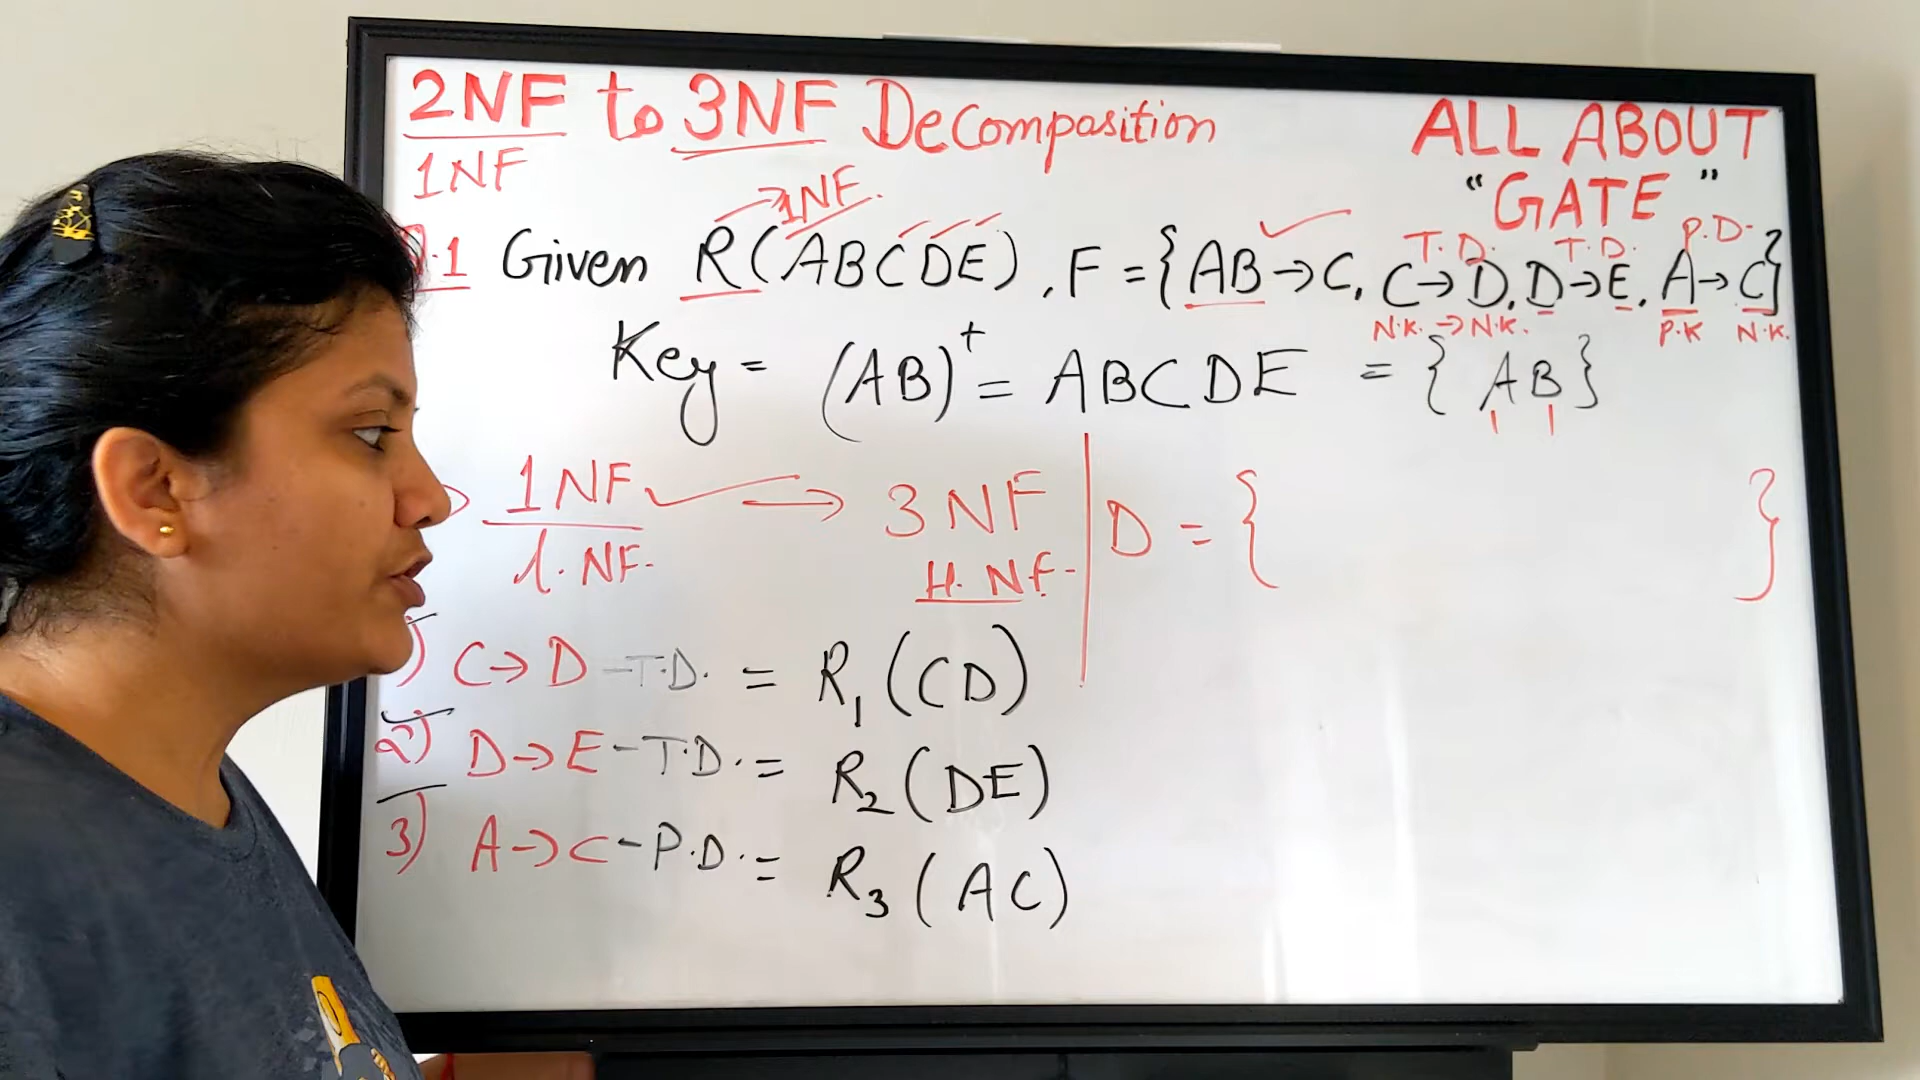 2NF to 3NF Decomposition
1NF
ALL ABOUT
"GATE"
→ 1NF.
.1 Given R(ABCDE), F = {AB→C, C→D, D→E, A→C}
T.D. T.D. P.D.
N.K. → N.K. P.K N.K.
Key = (AB)⁺ = ABCDE = {AB}
1NF → 3NF
l.NF. H.NF.
D = { }
1) C→D -T.D. = R₁(CD)
2) D→E -T.D. = R₂(DE)
3) A→C -P.D. = R₃(AC)